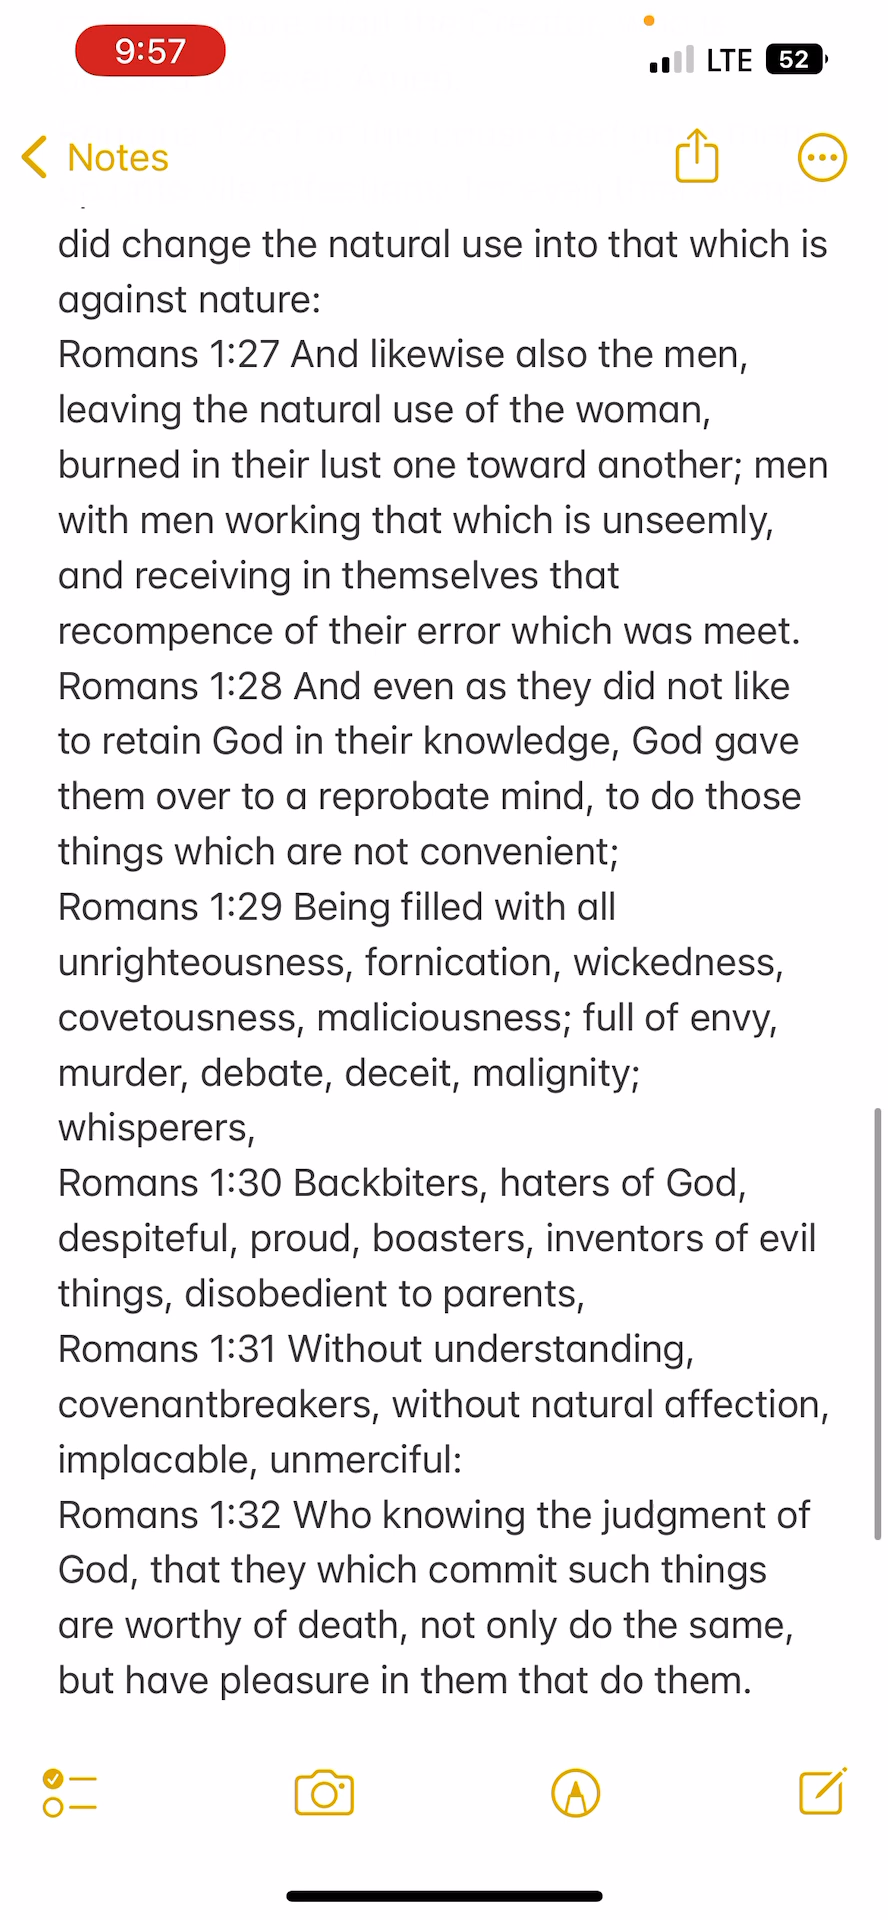 9:57
LTE 52
Notes
did change the natural use into that which is
against nature:
Romans 1:27 And likewise also the men,
leaving the natural use of the woman,
burned in their lust one toward another; men
with men working that which is unseemly,
and receiving in themselves that
recompence of their error which was meet.
Romans 1:28 And even as they did not like
to retain God in their knowledge, God gave
them over to a reprobate mind, to do those
things which are not convenient;
Romans 1:29 Being filled with all
unrighteousness, fornication, wickedness,
covetousness, maliciousness; full of envy,
murder, debate, deceit, malignity;
whisperers,
Romans 1:30 Backbiters, haters of God,
despiteful, proud, boasters, inventors of evil
things, disobedient to parents,
Romans 1:31 Without understanding,
covenantbreakers, without natural affection,
implacable, unmerciful:
Romans 1:32 Who knowing the judgment of
God, that they which commit such things
are worthy of death, not only do the same,
but have pleasure in them that do them.